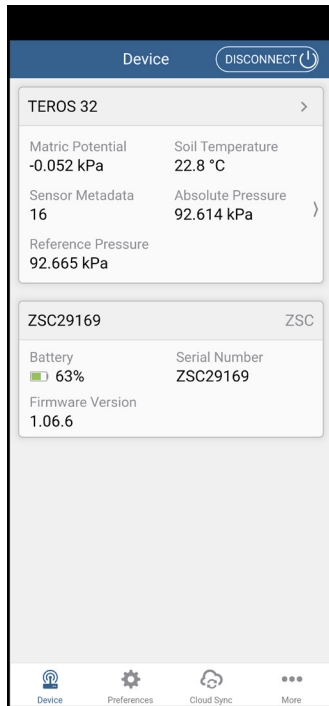 Device
DISCONNECT
TEROS 32
Matric Potential
-0.052 kPa
Soil Temperature
22.8 °C
Sensor Metadata
16
Absolute Pressure
92.614 kPa
Reference Pressure
92.665 kPa
ZSC29169
ZSC
Battery
63%
Serial Number
ZSC29169
Firmware Version
1.06.6
Device
Preferences
Cloud Sync
More